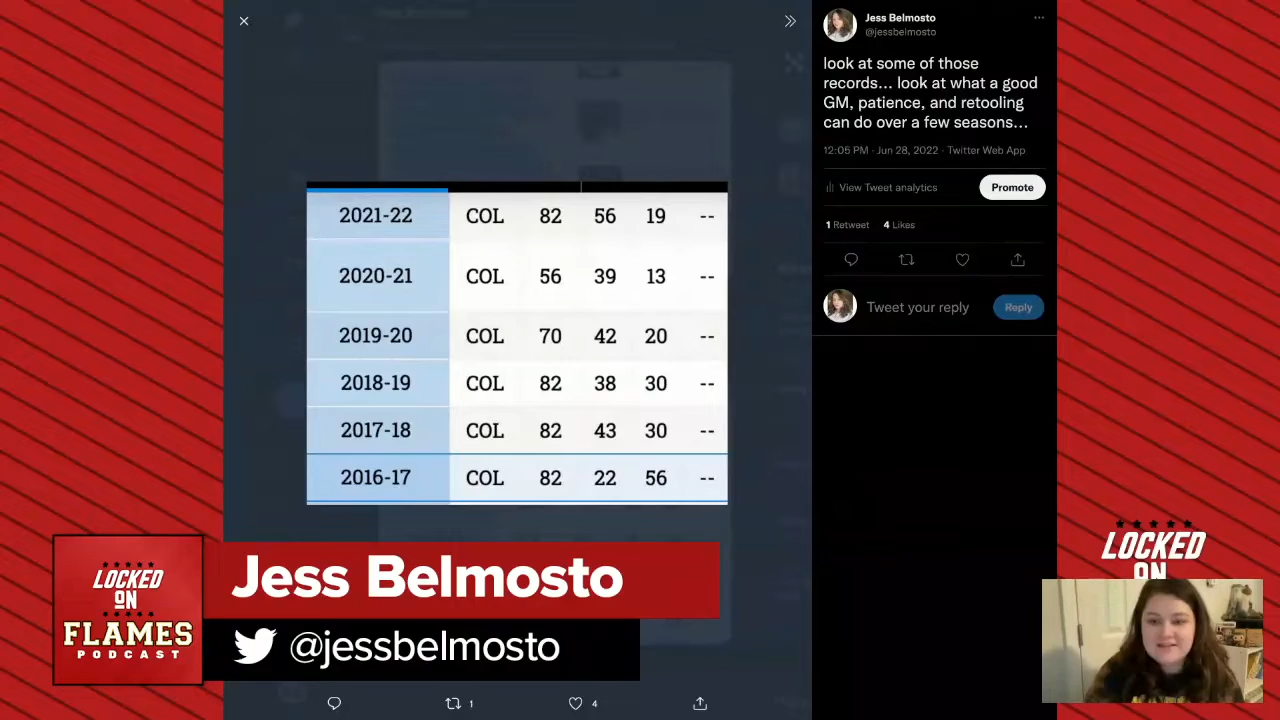 2021-22 COL 82 56 19 --
2020-21 COL 56 39 13 --
2019-20 COL 70 42 20 --
2018-19 COL 82 38 30 --
2017-18 COL 82 43 30 --
2016-17 COL 82 22 56 --
Jess Belmosto
@jessbelmosto
look at some of those
records... look at what a good
GM, patience, and retooling
can do over a few seasons...
12:05 PM · Jun 28, 2022 · Twitter Web App
View Tweet analytics
Promote
1 Retweet 4 Likes
Tweet your reply
Reply
LOCKED
ON
FLAMES
PODCAST
Jess Belmosto
@jessbelmosto
1
4
LOCKED
ON